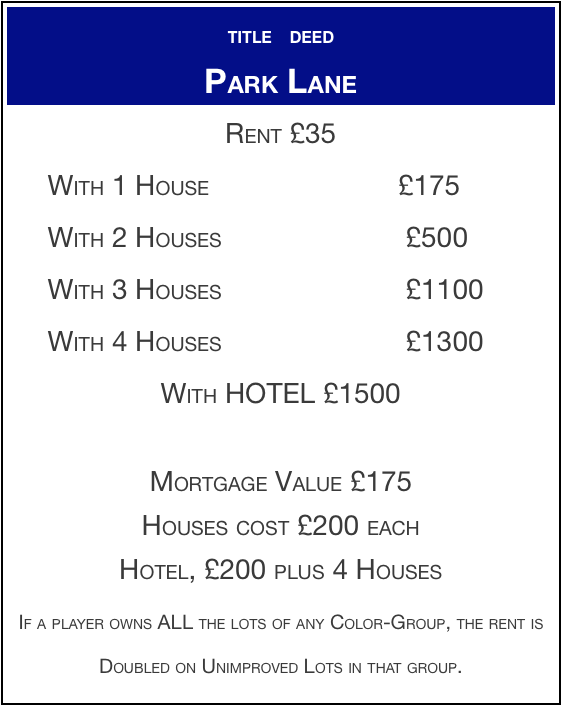 TITLE DEED
PARK LANE
RENT £35
WITH 1 HOUSE £175
WITH 2 HOUSES £500
WITH 3 HOUSES £1100
WITH 4 HOUSES £1300
WITH HOTEL £1500
MORTGAGE VALUE £175
HOUSES COST £200 EACH
HOTEL, £200 PLUS 4 HOUSES
IF A PLAYER OWNS ALL THE LOTS OF ANY COLOR-GROUP, THE RENT IS
DOUBLED ON UNIMPROVED LOTS IN THAT GROUP.